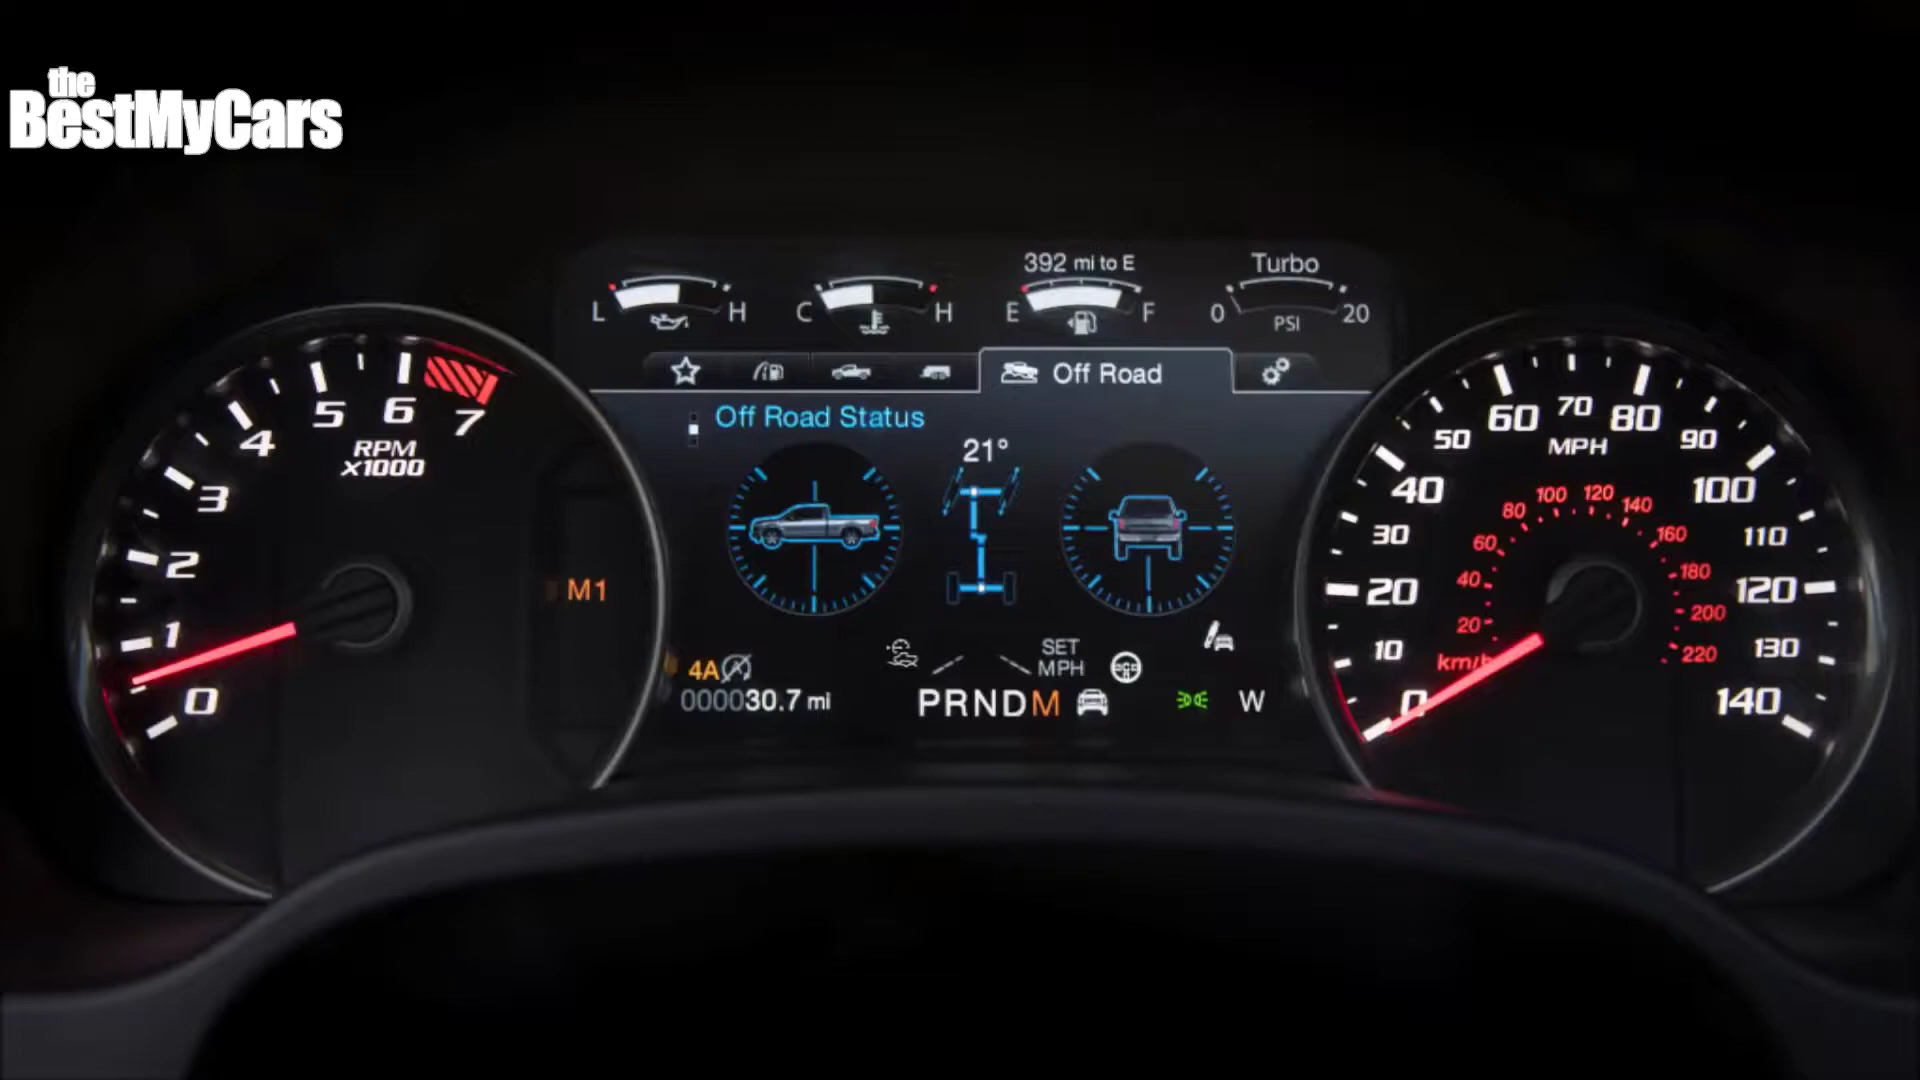 the
BestMyCars
392 mi to E
Turbo
L H
C H
E F
0 20
PSI
Off Road
Off Road Status
21°
0 1 2 3 4 5 6 7
RPM
x1000
M1
4A
000030.7 mi
SET
MPH
PRNDM
W
0 10 20 30 40 50 60 70 80 90 100 110 120 130 140
MPH
20 40 60 80 100 120 140 160 180 200 220
km/h